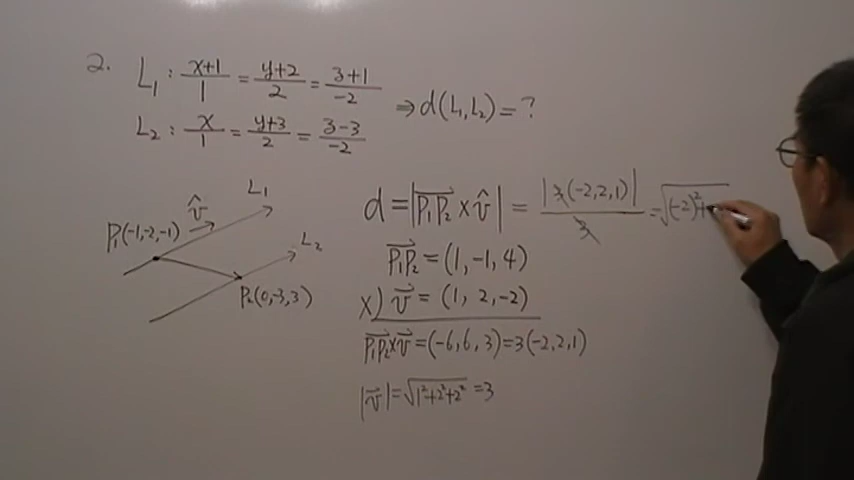 2. L₁ : (x+1)/1 = (y+2)/2 = (3+1)/-2
L₂ : x/1 = (y+3)/2 = (3-3)/-2
⇒ d(L₁,L₂) = ?
L₁
v̂
P₁(-1,-2,-1)
L₂
P₂(0,-3,3)
d = |P₁P₂ × v̂| = |3(-2,2,1)|/3 = √(-2)²+
P₁P₂ = (1, -1, 4)
x) v = (1, 2, -2)
P₁P₂×v = (-6, 6, 3) = 3(-2,2,1)
|v| = √1²+2²+2² = 3